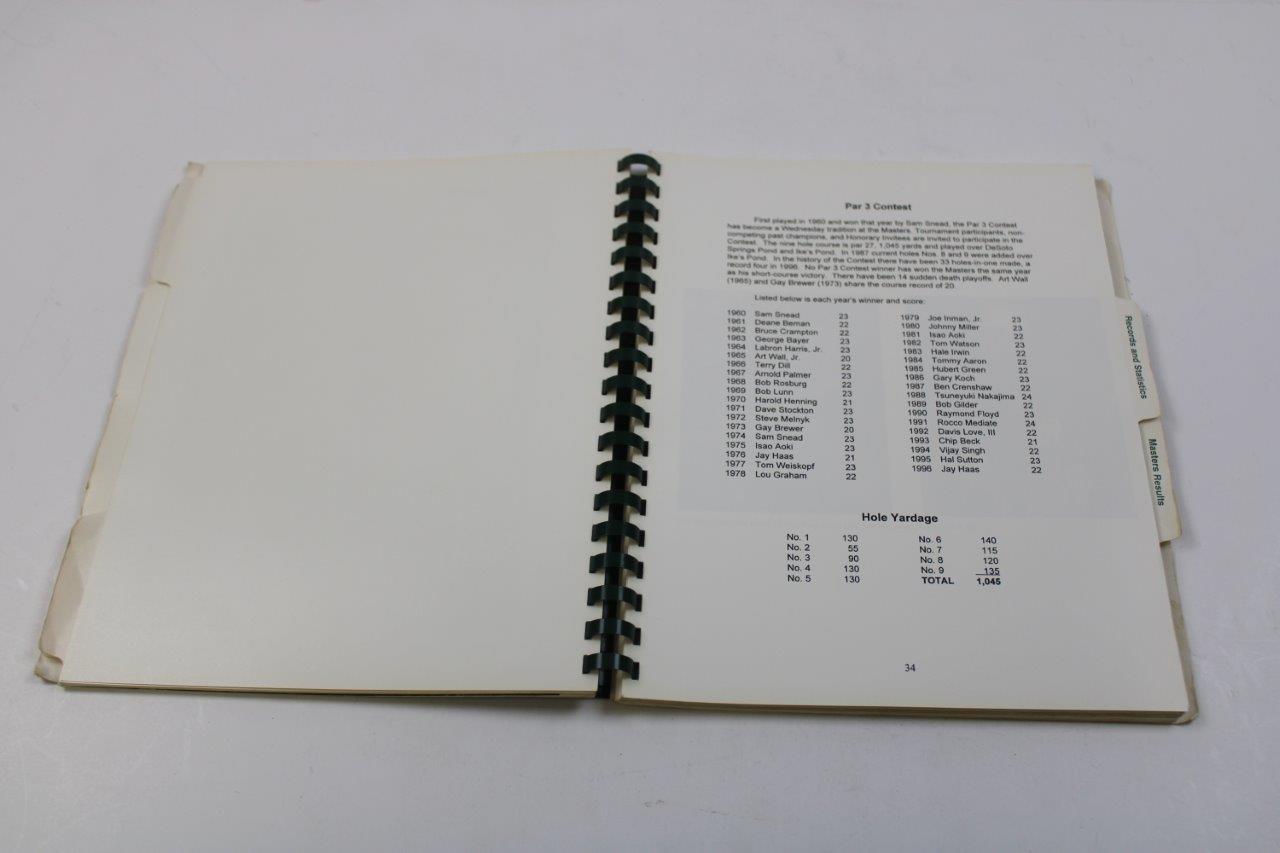 Par 3 Contest
First played in 1960 and won that year by Sam Snead, the Par 3 Contest
has become a Wednesday tradition at the Masters. Tournament participants, non-
competing past champions, and Honorary Invitees are invited to participate in the
Contest. The nine hole course is par 27, 1,045 yards and played over DeSoto
Springs Pond and Ike's Pond. In 1987 current holes Nos. 8 and 9 were added over
Ike's Pond. In the history of the Contest there have been 33 holes-in-one made, a
record four in 1996. No Par 3 Contest winner has won the Masters the same year
as his short-course victory. There have been 14 sudden death playoffs. Art Wall
(1965) and Gay Brewer (1973) share the course record of 20.
Listed below is each year's winner and score:
1960 Sam Snead 23
1961 Deane Beman 22
1962 Bruce Crampton 22
1963 George Bayer 23
1964 Labron Harris, Jr. 23
1965 Art Wall, Jr. 20
1966 Terry Dill 22
1967 Arnold Palmer 23
1968 Bob Rosburg 22
1969 Bob Lunn 23
1970 Harold Henning 21
1971 Dave Stockton 23
1972 Steve Melnyk 23
1973 Gay Brewer 20
1974 Sam Snead 23
1975 Isao Aoki 23
1976 Jay Haas 21
1977 Tom Weiskopf 23
1978 Lou Graham 22
1979 Joe Inman, Jr. 23
1980 Johnny Miller 23
1981 Isao Aoki 22
1982 Tom Watson 23
1983 Hale Irwin 22
1984 Tommy Aaron 22
1985 Hubert Green 22
1986 Gary Koch 23
1987 Ben Crenshaw 22
1988 Tsuneyuki Nakajima 24
1989 Bob Gilder 22
1990 Raymond Floyd 23
1991 Rocco Mediate 24
1992 Davis Love, III 22
1993 Chip Beck 21
1994 Vijay Singh 22
1995 Hal Sutton 23
1996 Jay Haas 22
Hole Yardage
No. 1 130
No. 2 55
No. 3 90
No. 4 130
No. 5 130
No. 6 140
No. 7 115
No. 8 120
No. 9 135
TOTAL 1,045
34
Records and Statistics
Masters Results